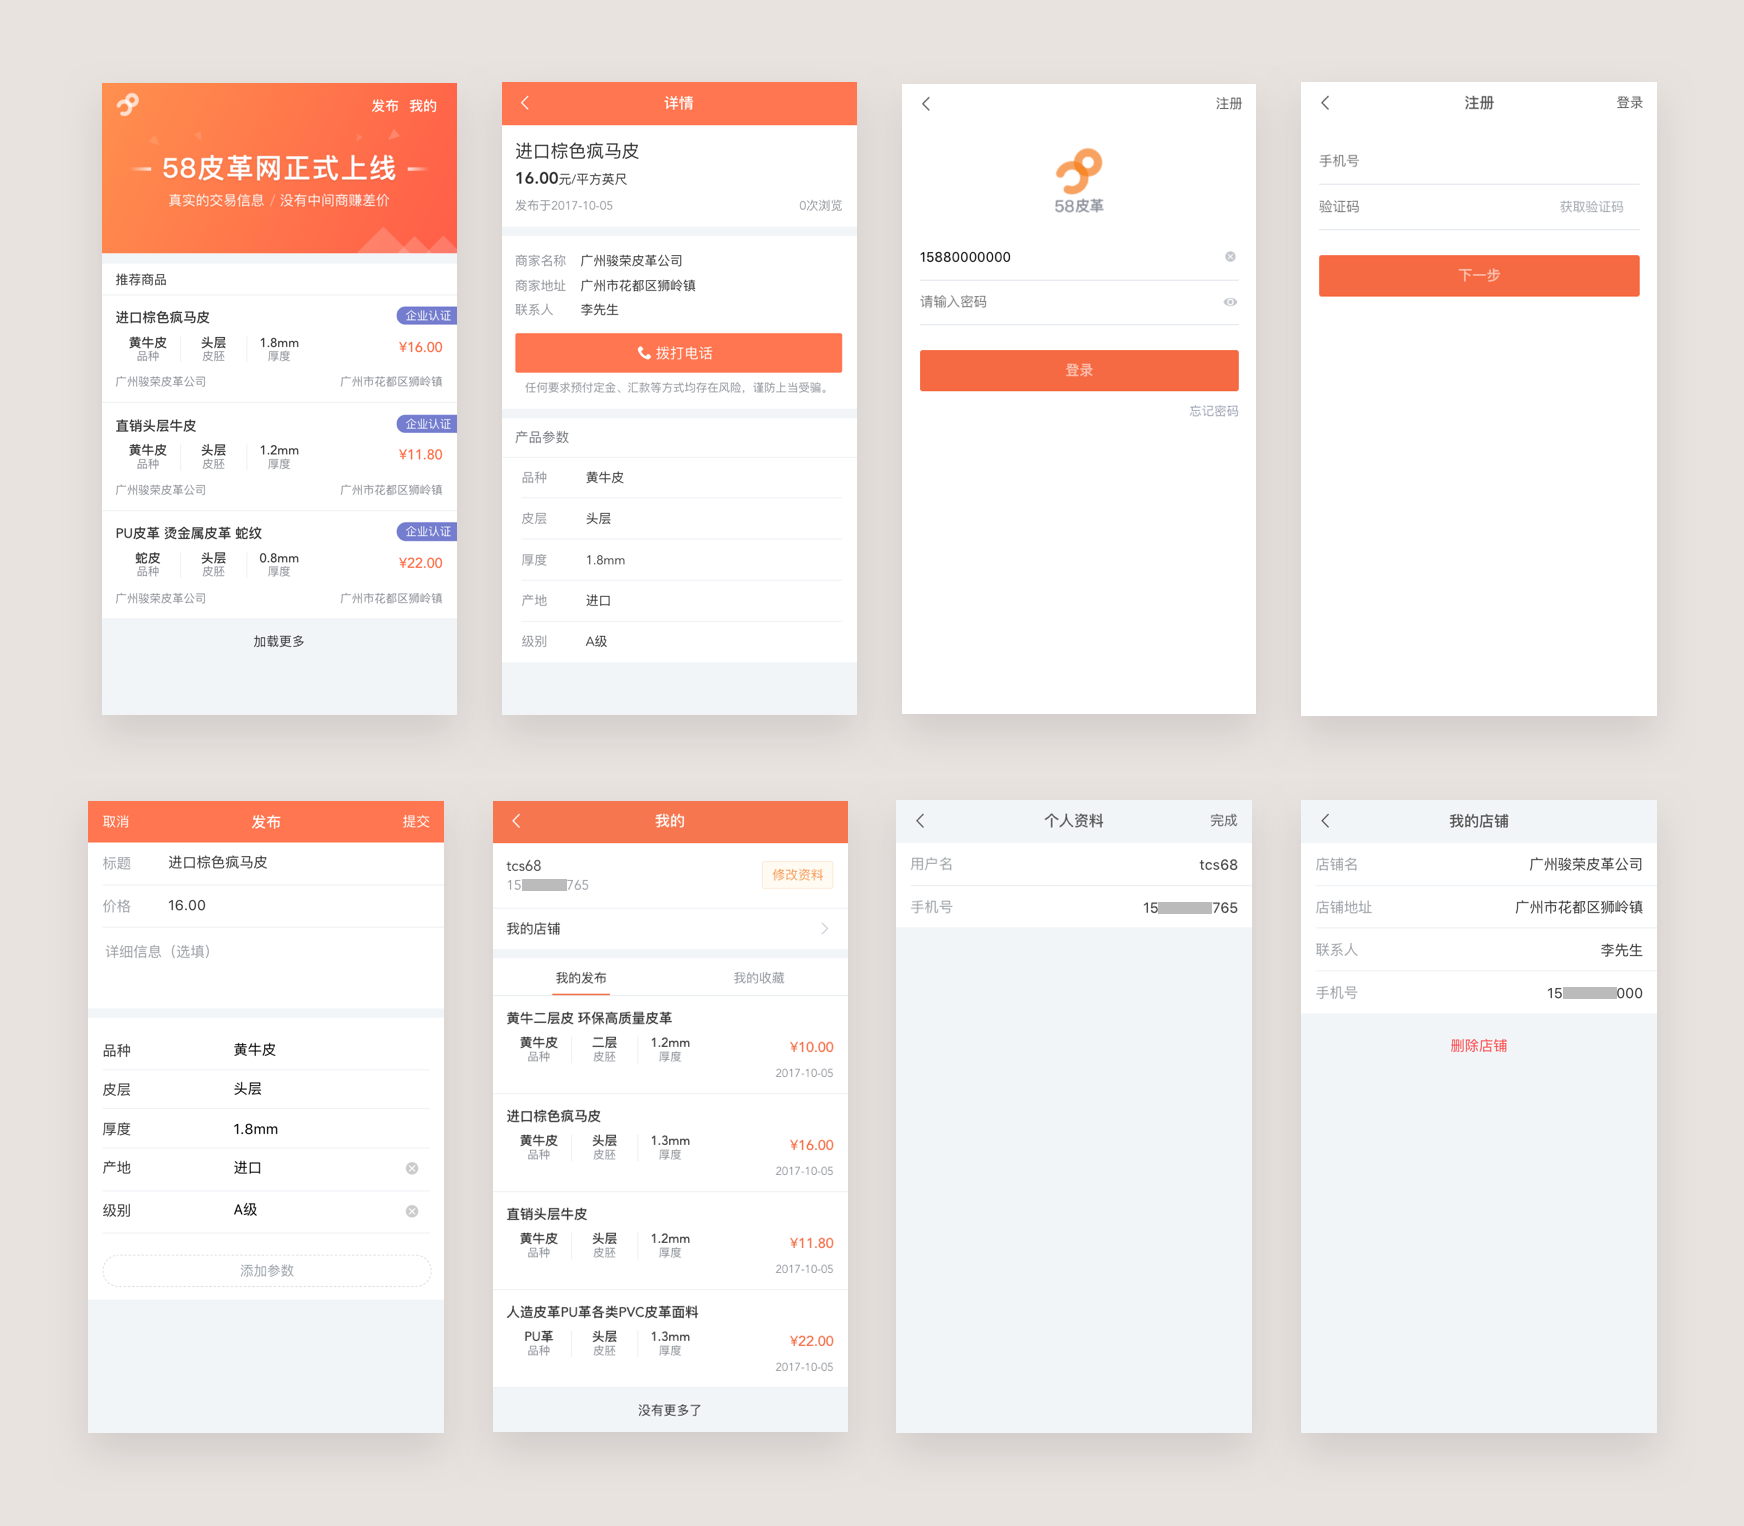 发布 我的
58皮革网正式上线
真实的交易信息 / 没有中间商赚差价
推荐商品
进口棕色疯马皮 企业认证
黄牛皮 头层 1.8mm ¥16.00
品种 皮胚 厚度
广州骏荣皮革公司 广州市花都区狮岭镇
直销头层牛皮 企业认证
黄牛皮 头层 1.2mm ¥11.80
品种 皮胚 厚度
广州骏荣皮革公司 广州市花都区狮岭镇
PU皮革 烫金属皮革 蛇纹 企业认证
蛇皮 头层 0.8mm ¥22.00
品种 皮胚 厚度
广州骏荣皮革公司 广州市花都区狮岭镇
加载更多
详情
进口棕色疯马皮
16.00元/平方英尺
发布于2017-10-05 0次浏览
商家名称 广州骏荣皮革公司
商家地址 广州市花都区狮岭镇
联系人 李先生
拨打电话
任何要求预付定金、汇款等方式均存在风险，谨防上当受骗。
产品参数
品种 黄牛皮
皮层 头层
厚度 1.8mm
产地 进口
级别 A级
注册
58皮革
15880000000
请输入密码
登录
忘记密码
注册 登录
手机号
验证码 获取验证码
下一步
取消 发布 提交
标题 进口棕色疯马皮
价格 16.00
详细信息（选填）
品种 黄牛皮
皮层 头层
厚度 1.8mm
产地 进口
级别 A级
添加参数
我的
tcs68 修改资料
15 765
我的店铺
我的发布 我的收藏
黄牛二层皮 环保高质量皮革
黄牛皮 二层 1.2mm ¥10.00
品种 皮胚 厚度
2017-10-05
进口棕色疯马皮
黄牛皮 头层 1.3mm ¥16.00
品种 皮胚 厚度
2017-10-05
直销头层牛皮
黄牛皮 头层 1.2mm ¥11.80
品种 皮胚 厚度
2017-10-05
人造皮革PU革各类PVC皮革面料
PU革 头层 1.3mm ¥22.00
品种 皮胚 厚度
2017-10-05
没有更多了
个人资料 完成
用户名 tcs68
手机号 15 765
我的店铺
店铺名 广州骏荣皮革公司
店铺地址 广州市花都区狮岭镇
联系人 李先生
手机号 15 000
删除店铺